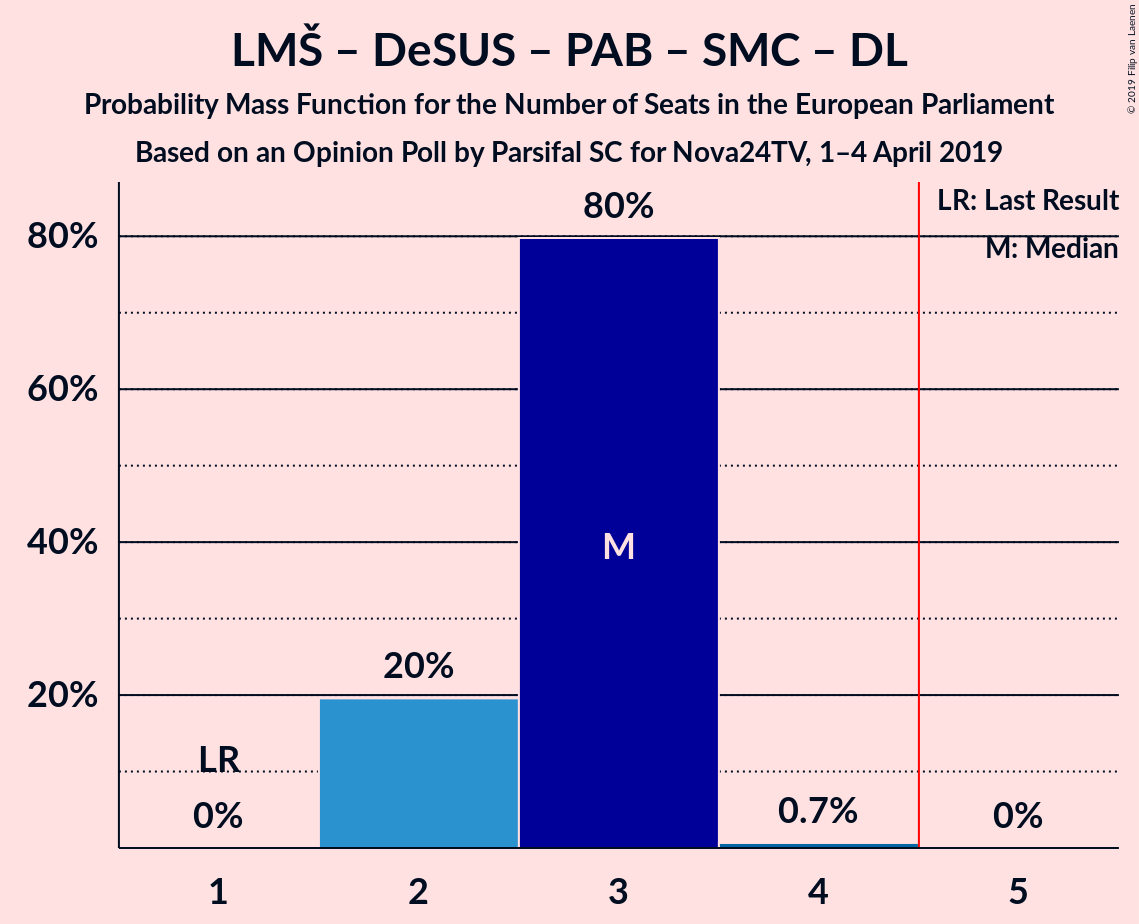 LMŠ – DeSUS – PAB – SMC – DL
Probability Mass Function for the Number of Seats in the European Parliament
Based on an Opinion Poll by Parsifal SC for Nova24TV, 1–4 April 2019
© 2019 Filip van Laenen
LR: Last Result
M: Median
80%
60%
40%
20%
LR
0%
20%
80%
M
0.7%
0%
1 2 3 4 5